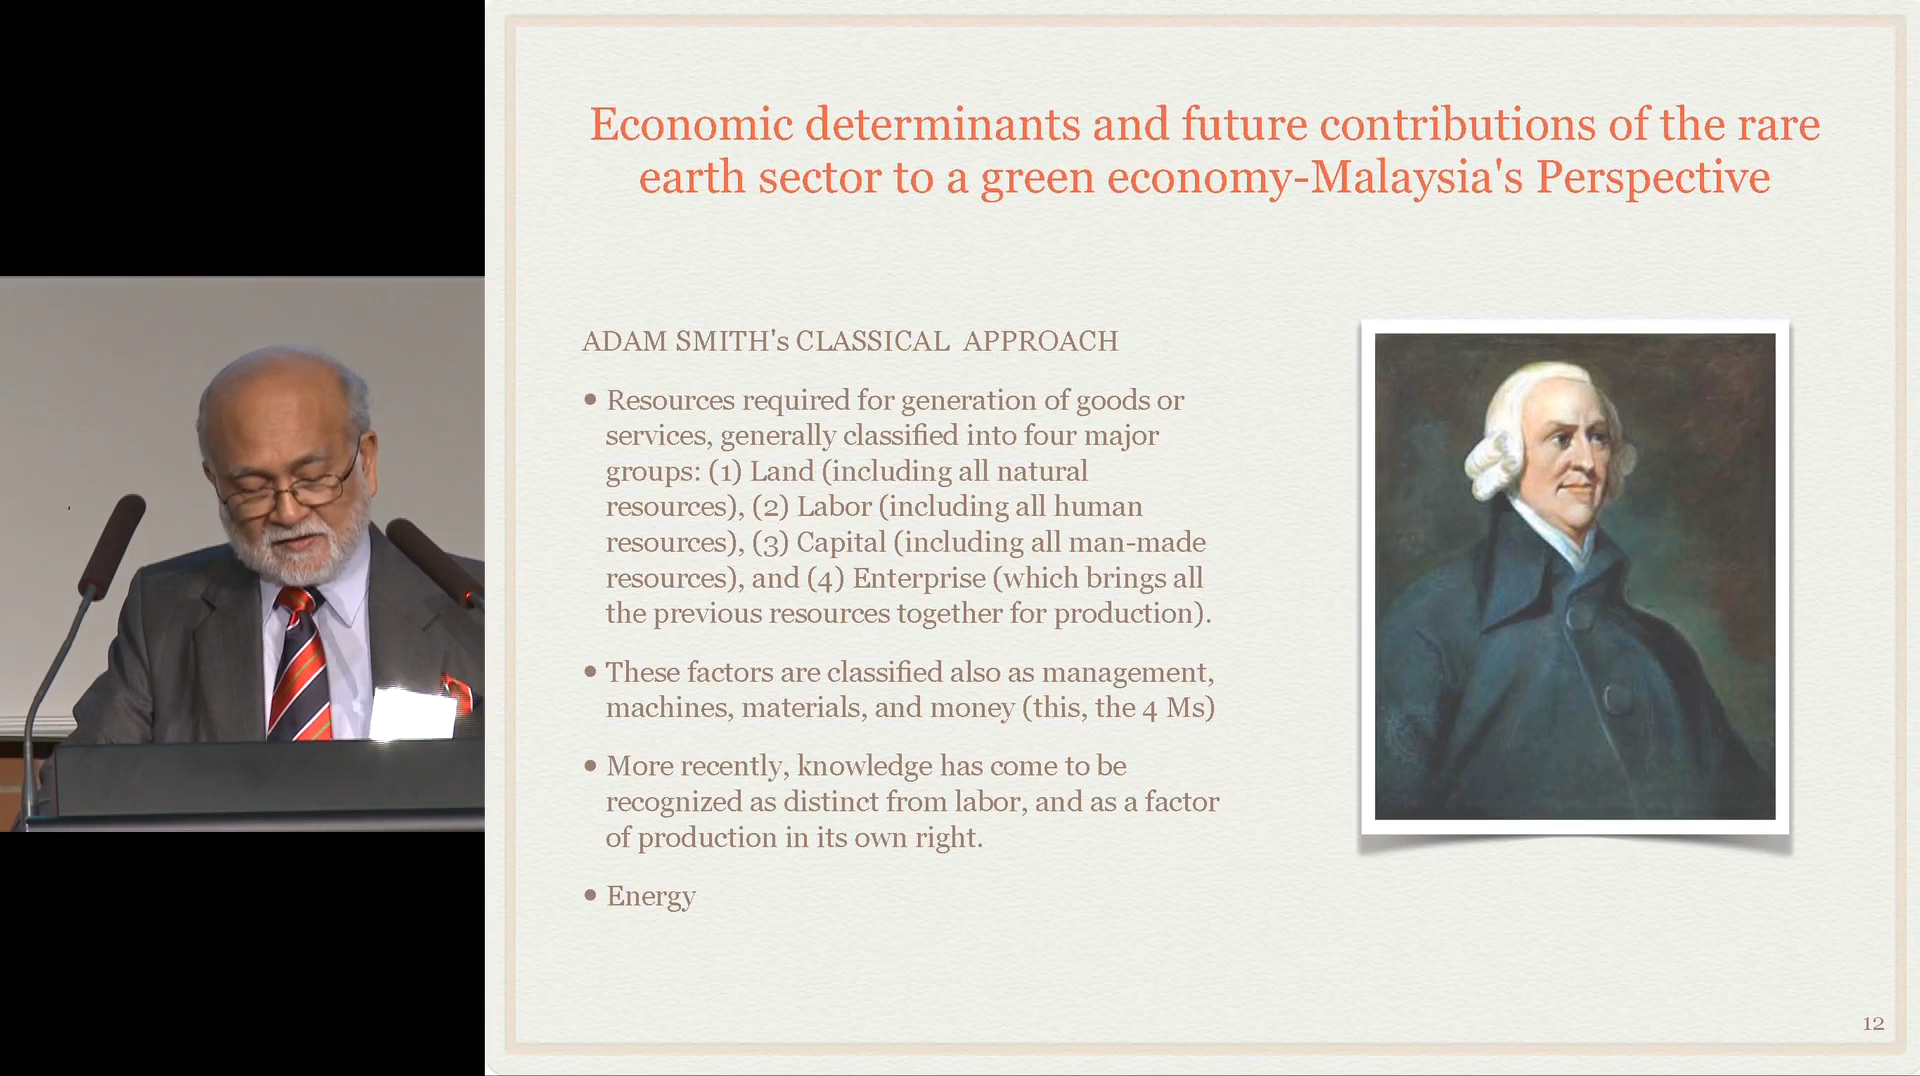 Economic determinants and future contributions of the rare
earth sector to a green economy-Malaysia's Perspective
ADAM SMITH's CLASSICAL APPROACH
• Resources required for generation of goods or
services, generally classified into four major
groups: (1) Land (including all natural
resources), (2) Labor (including all human
resources), (3) Capital (including all man-made
resources), and (4) Enterprise (which brings all
the previous resources together for production).
• These factors are classified also as management,
machines, materials, and money (this, the 4 Ms)
• More recently, knowledge has come to be
recognized as distinct from labor, and as a factor
of production in its own right.
• Energy
12